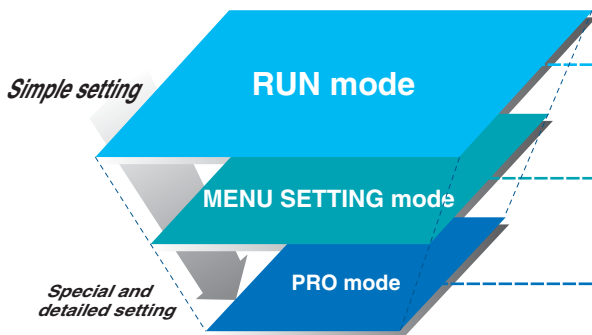 RUN mode
Simple setting
MENU SETTING mode
PRO mode
Special and
detailed setting